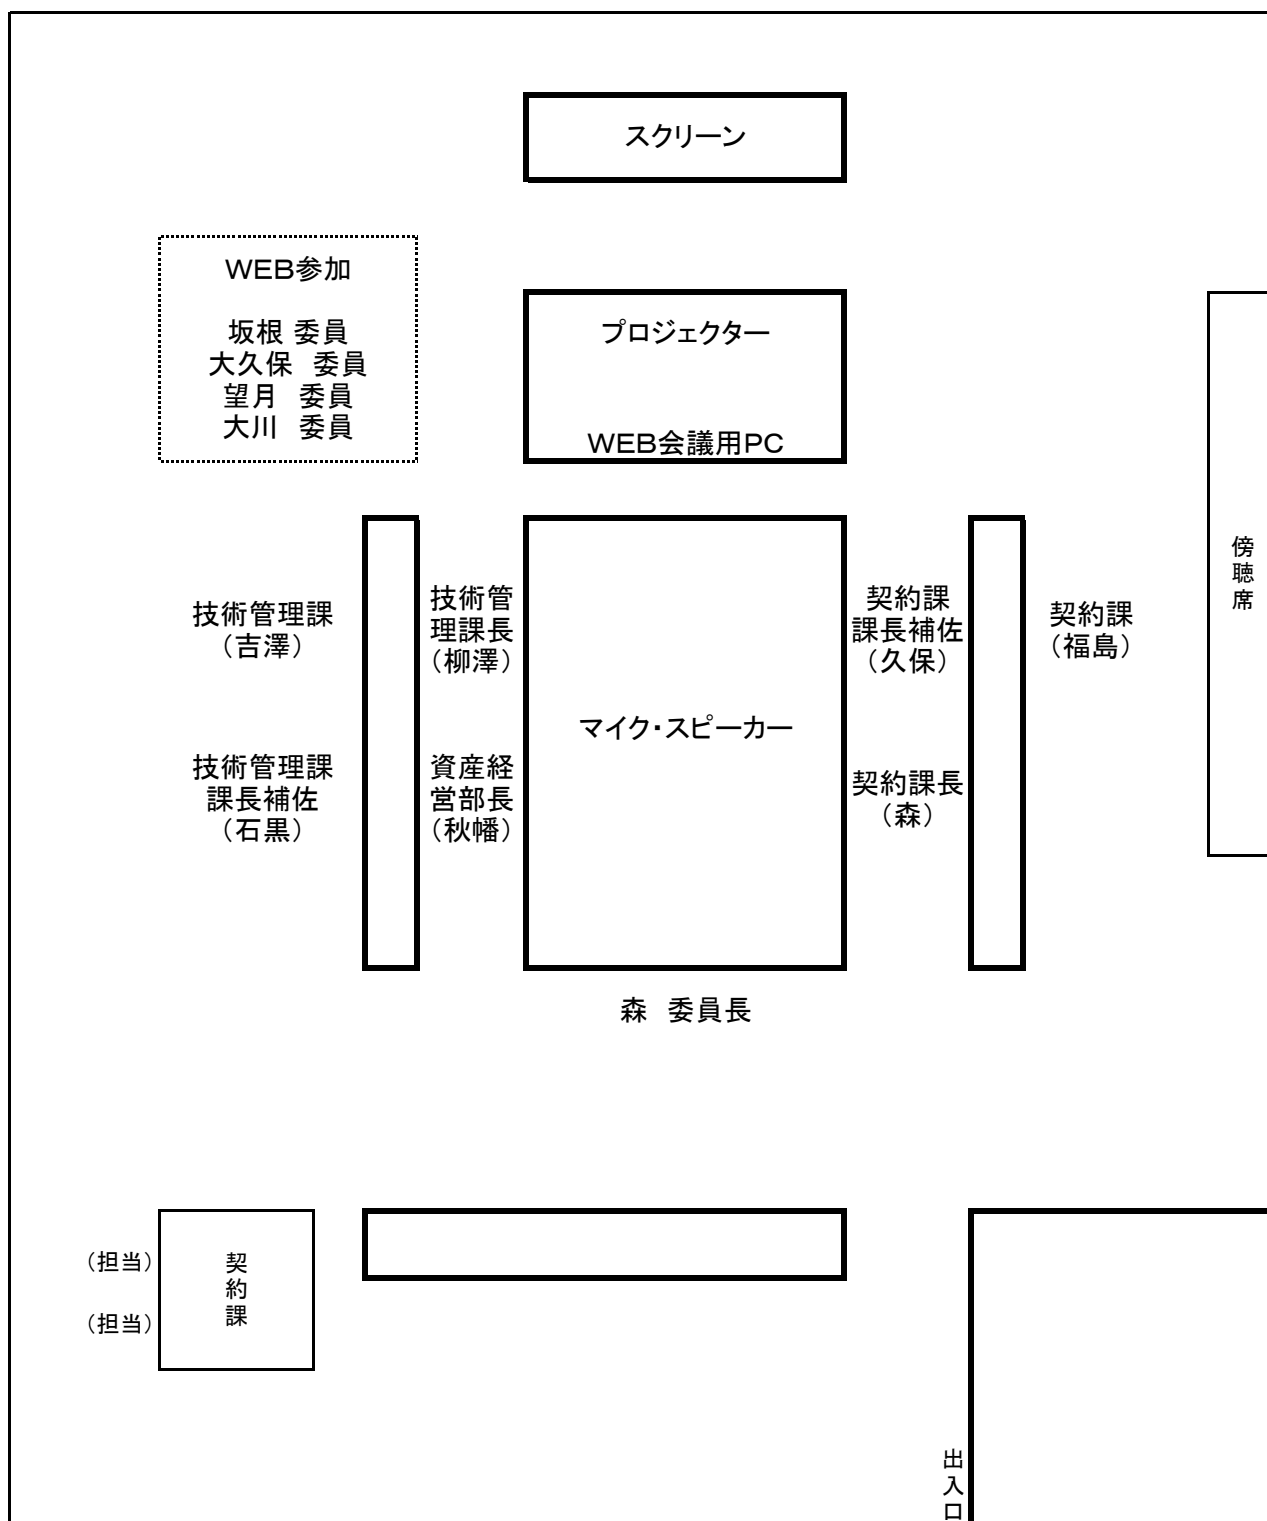 スクリーン
WEB参加
坂根 委員
大久保　委員
望月　委員
大川　委員
プロジェクター
WEB会議用PC
技術管理課
（吉澤）
技術管理課
課長補佐
（石黒）
技術管
理課長
（柳澤）
資産経
営部長
（秋幡）
マイク・スピーカー
契約課
課長補佐
（久保）
契約課長
（森）
契約課
（福島）
傍聴席
森　委員長
（担当）
（担当）
契約課
出入口